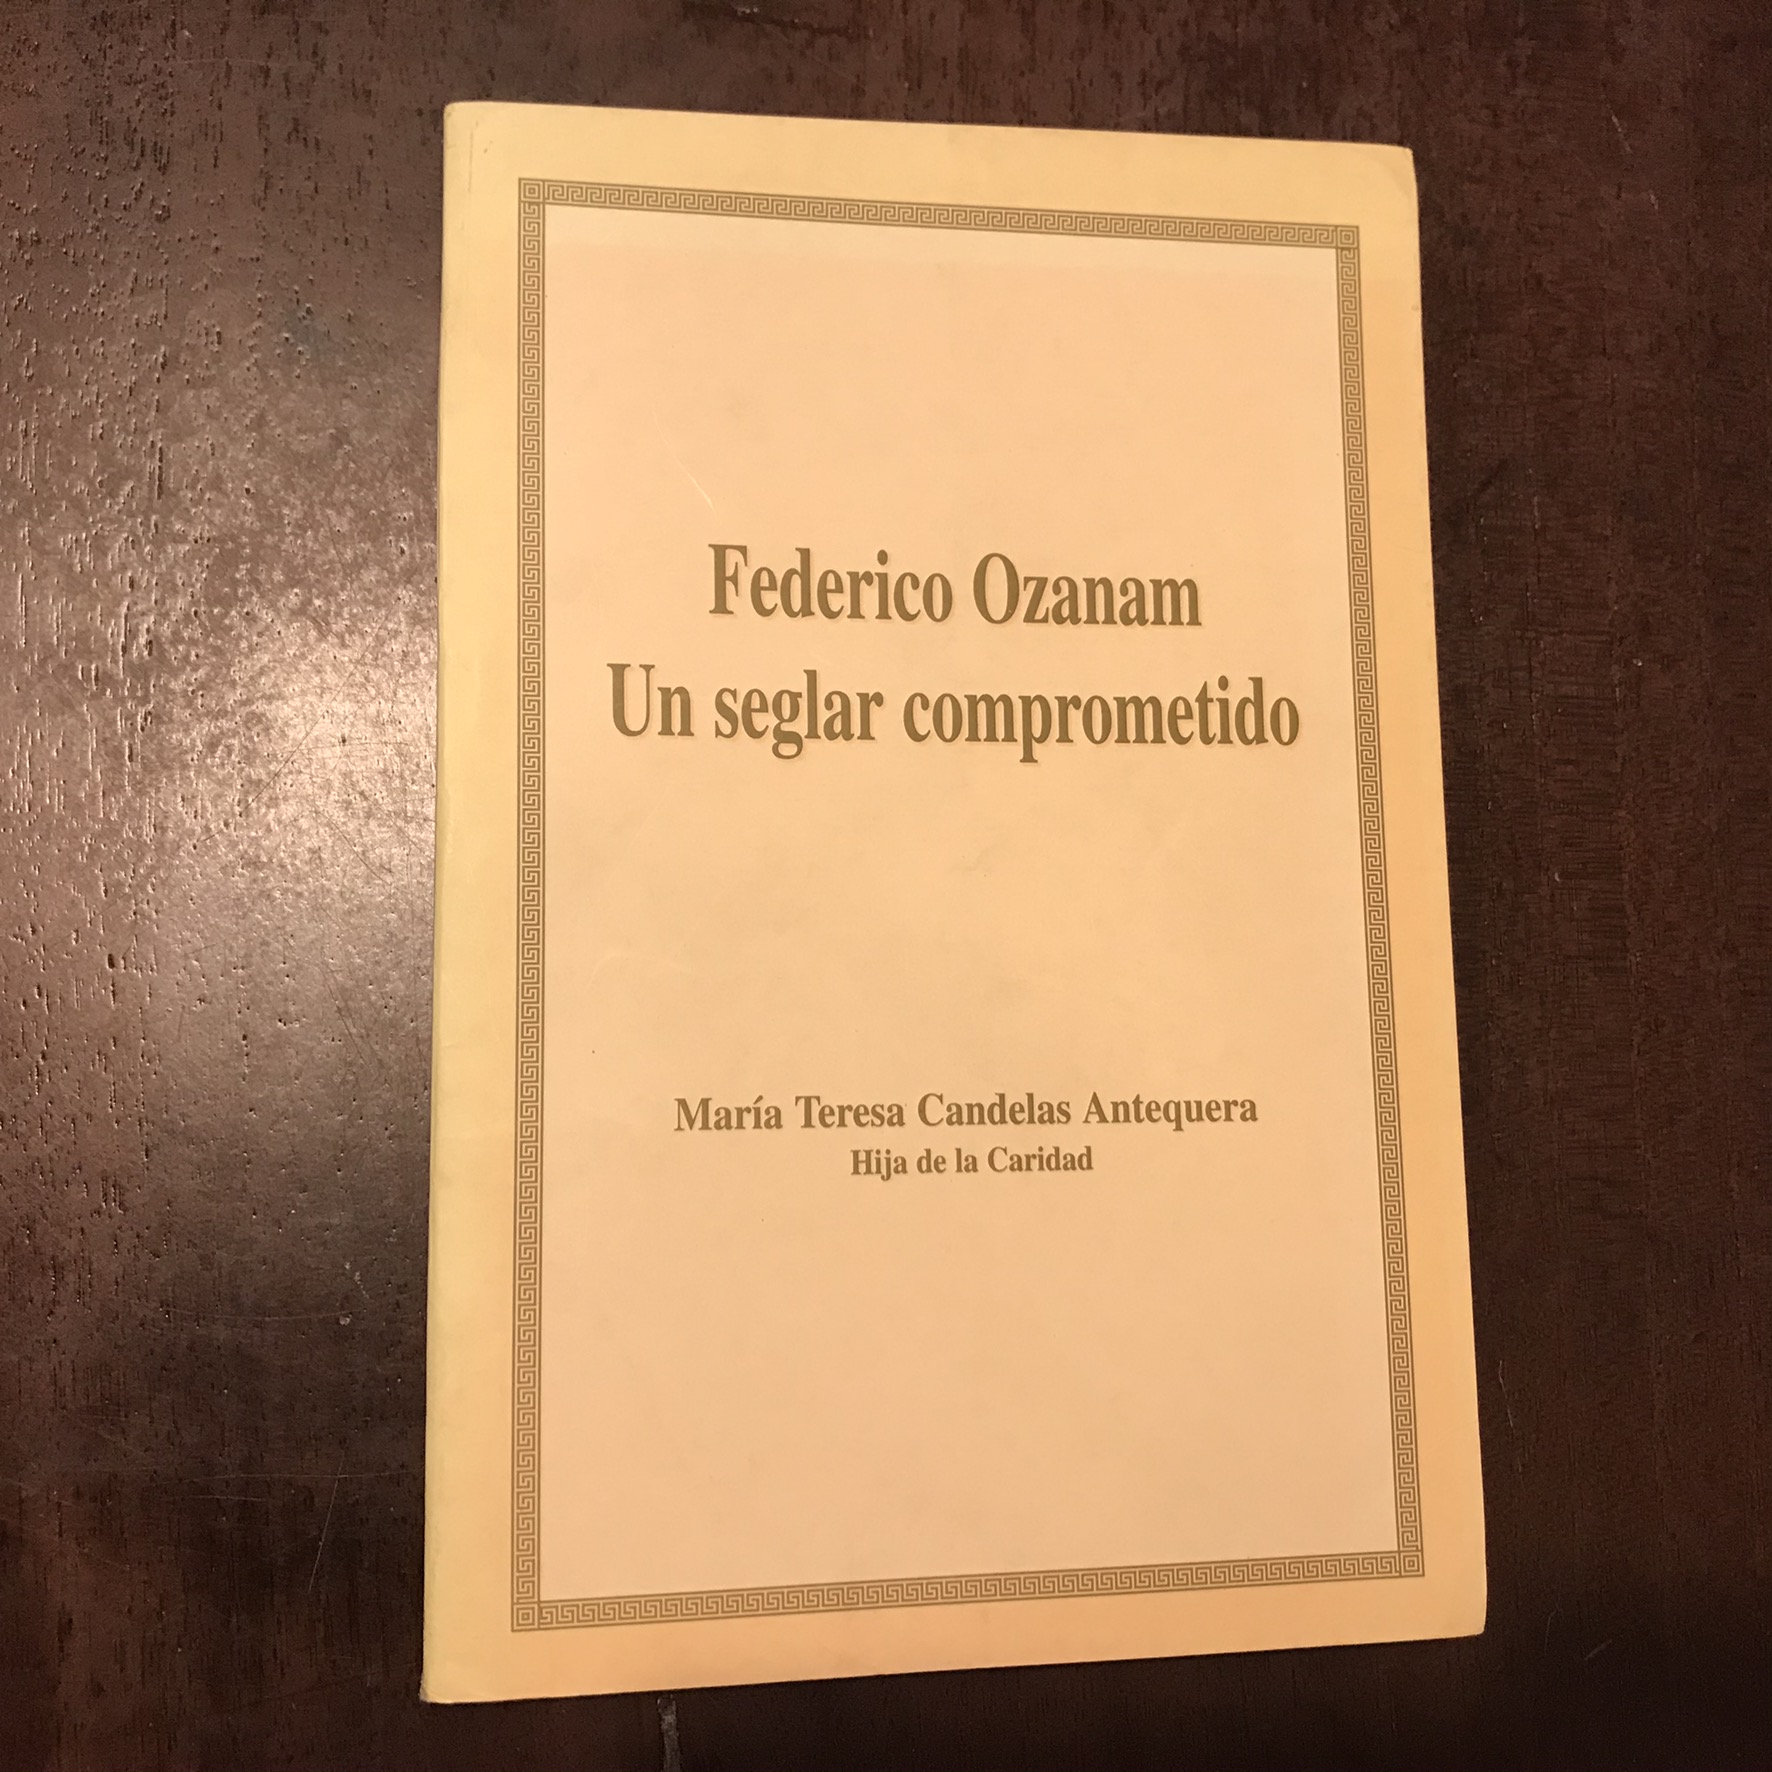 Federico Ozanam
Un seglar comprometido
María Teresa Candelas Antequera
Hija de la Caridad